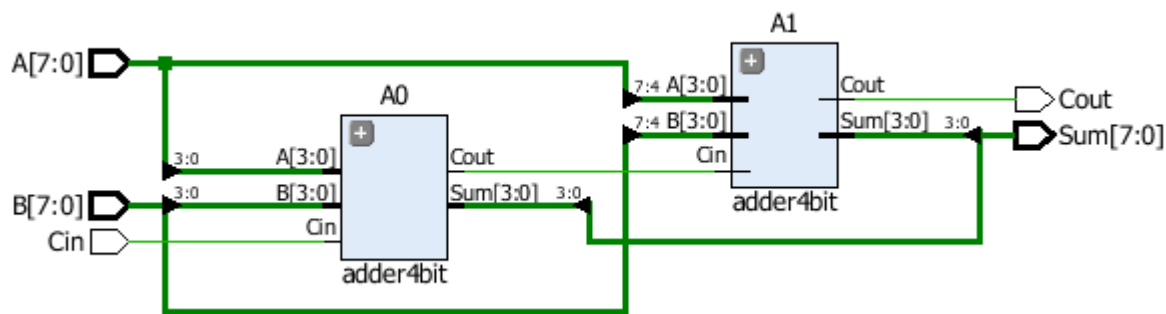 A1
A[7:0]
7:4 A[3:0]
Cout
Cout
A0
7:4 B[3:0]
Sum[3:0] 3:0
Sum[7:0]
3:0 A[3:0]
Cout
Cin
B[7:0]
3:0 B[3:0]
Sum[3:0] 3:0
adder4bit
Cin
Cin
adder4bit